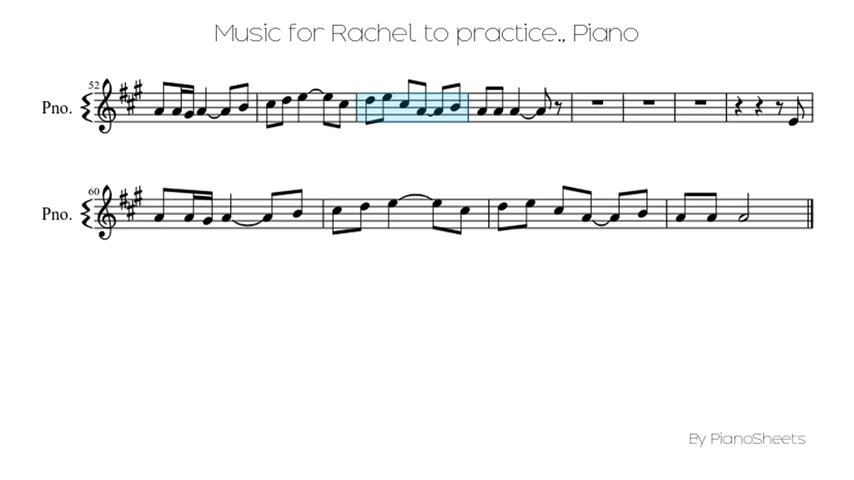 Music for Rachel to practice., Piano
52
Pno.
60
Pno.
By PianoSheets